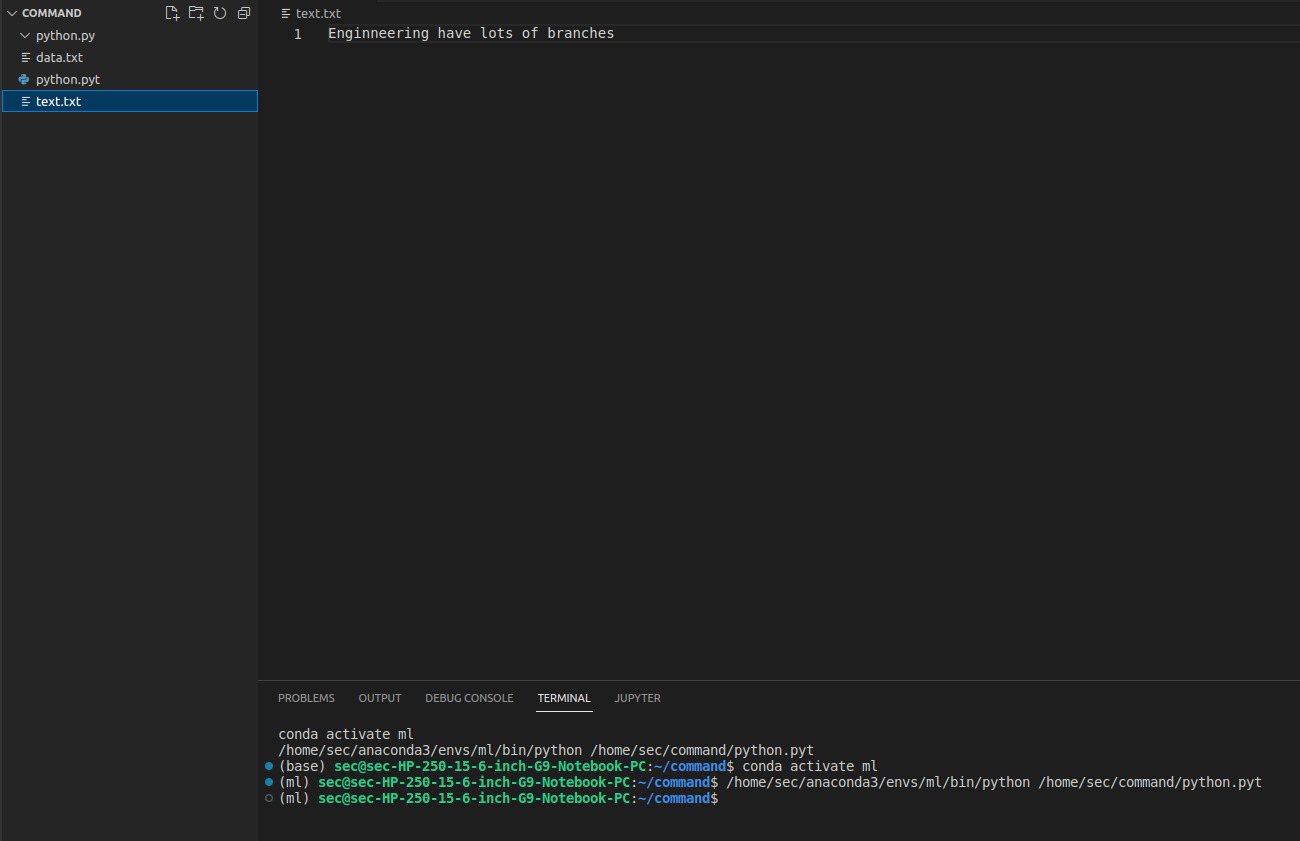 COMMAND
python.py
data.txt
python.pyt
text.txt
text.txt
1 Enginneering have lots of branches
PROBLEMS OUTPUT DEBUG CONSOLE TERMINAL JUPYTER
conda activate ml
/home/sec/anaconda3/envs/ml/bin/python /home/sec/command/python.pyt
(base) sec@sec-HP-250-15-6-inch-G9-Notebook-PC:~/command$ conda activate ml
(ml) sec@sec-HP-250-15-6-inch-G9-Notebook-PC:~/command$ /home/sec/anaconda3/envs/ml/bin/python /home/sec/command/python.pyt
(ml) sec@sec-HP-250-15-6-inch-G9-Notebook-PC:~/command$